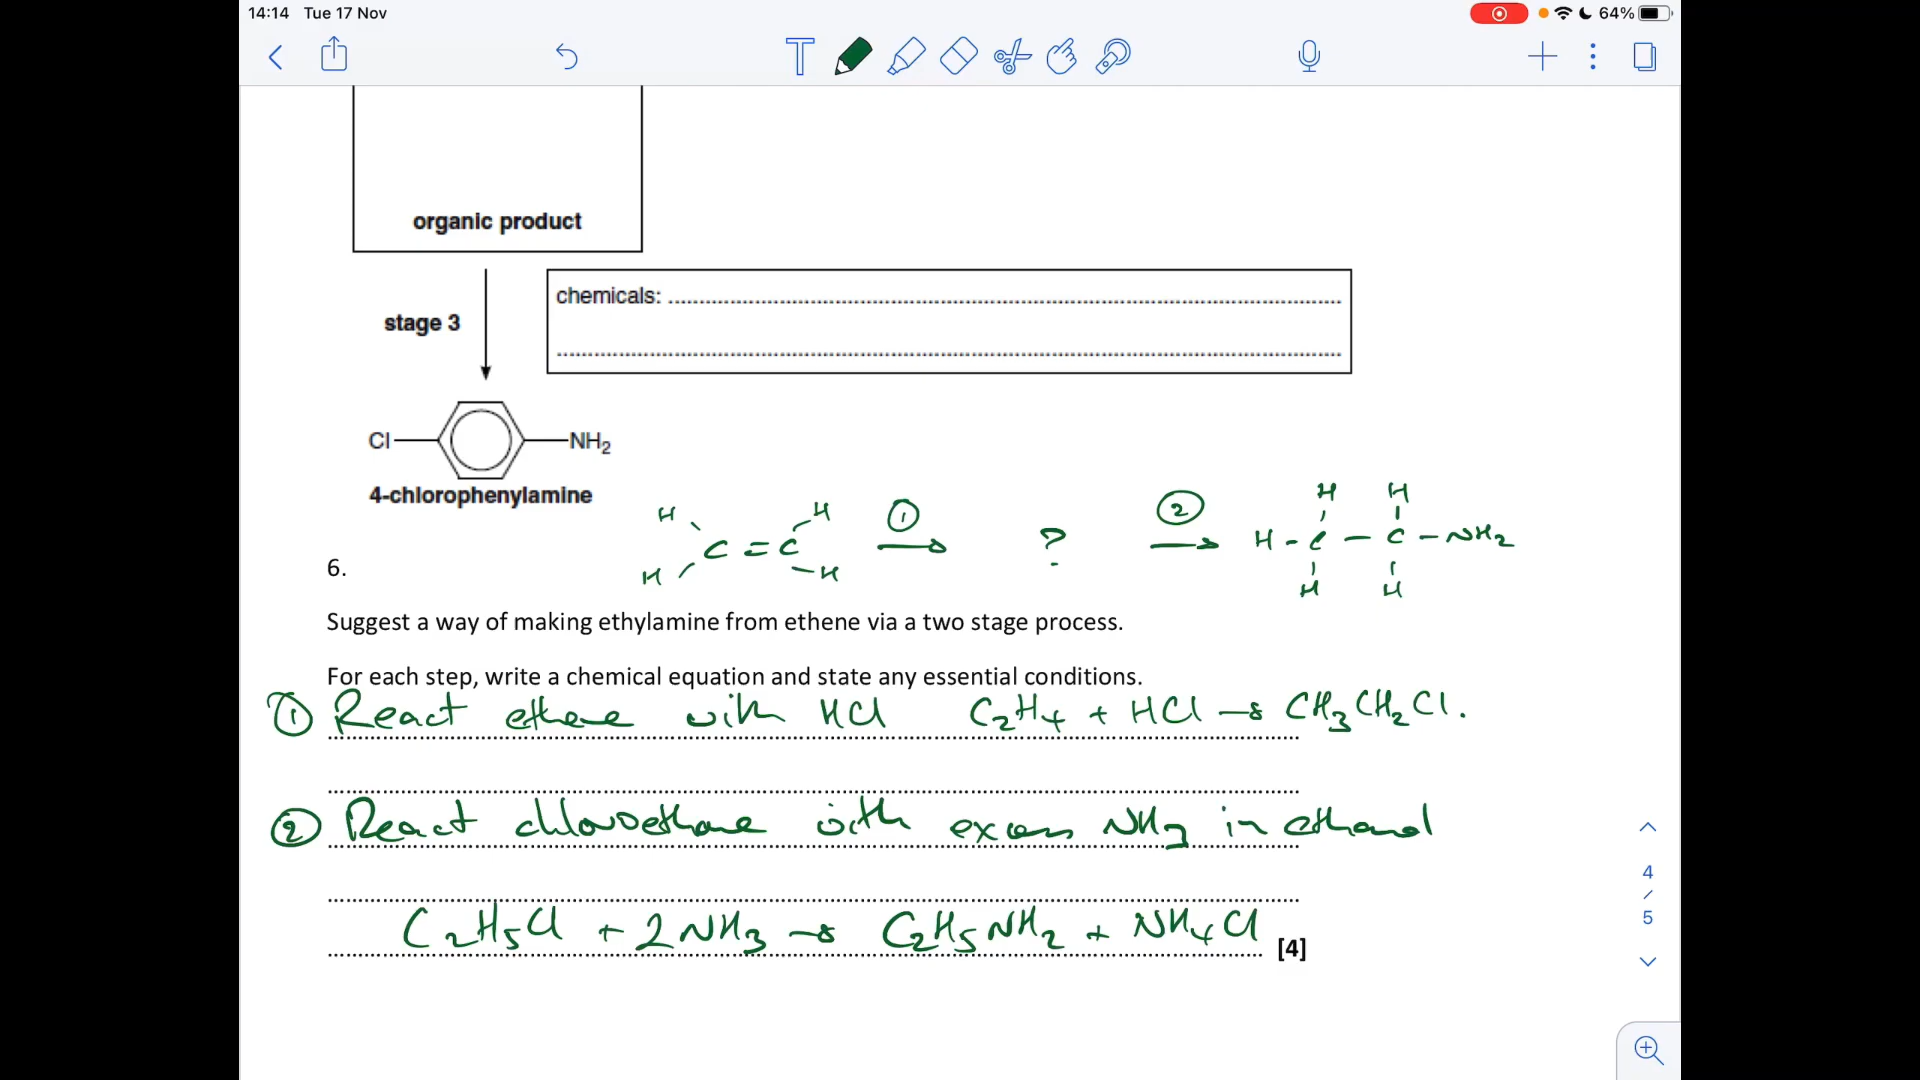 14:14 Tue 17 Nov
64%
organic product
chemicals:
stage 3
Cl NH2
4-chlorophenylamine
H H ① ② H H
C = C ? H - C - C - NH2
H H H H
6.
Suggest a way of making ethylamine from ethene via a two stage process.
For each step, write a chemical equation and state any essential conditions.
① React ethene with HCl C2H4 + HCl → CH3CH2Cl.
② React chloroethane with excess NH3 in ethanol
C2H5Cl + 2NH3 → C2H5NH2 + NH4Cl [4]
4
/
5